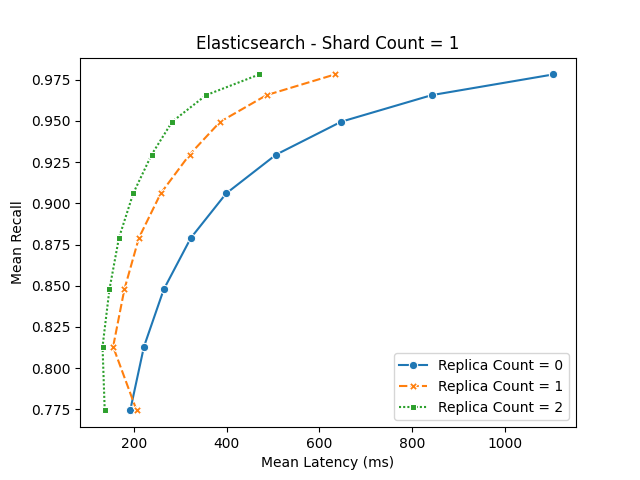 Elasticsearch - Shard Count = 1
Mean Recall
0.975
0.950
0.925
0.900
0.875
0.850
0.825
0.800
0.775
200 400 600 800 1000
Mean Latency (ms)
Replica Count = 0
Replica Count = 1
Replica Count = 2